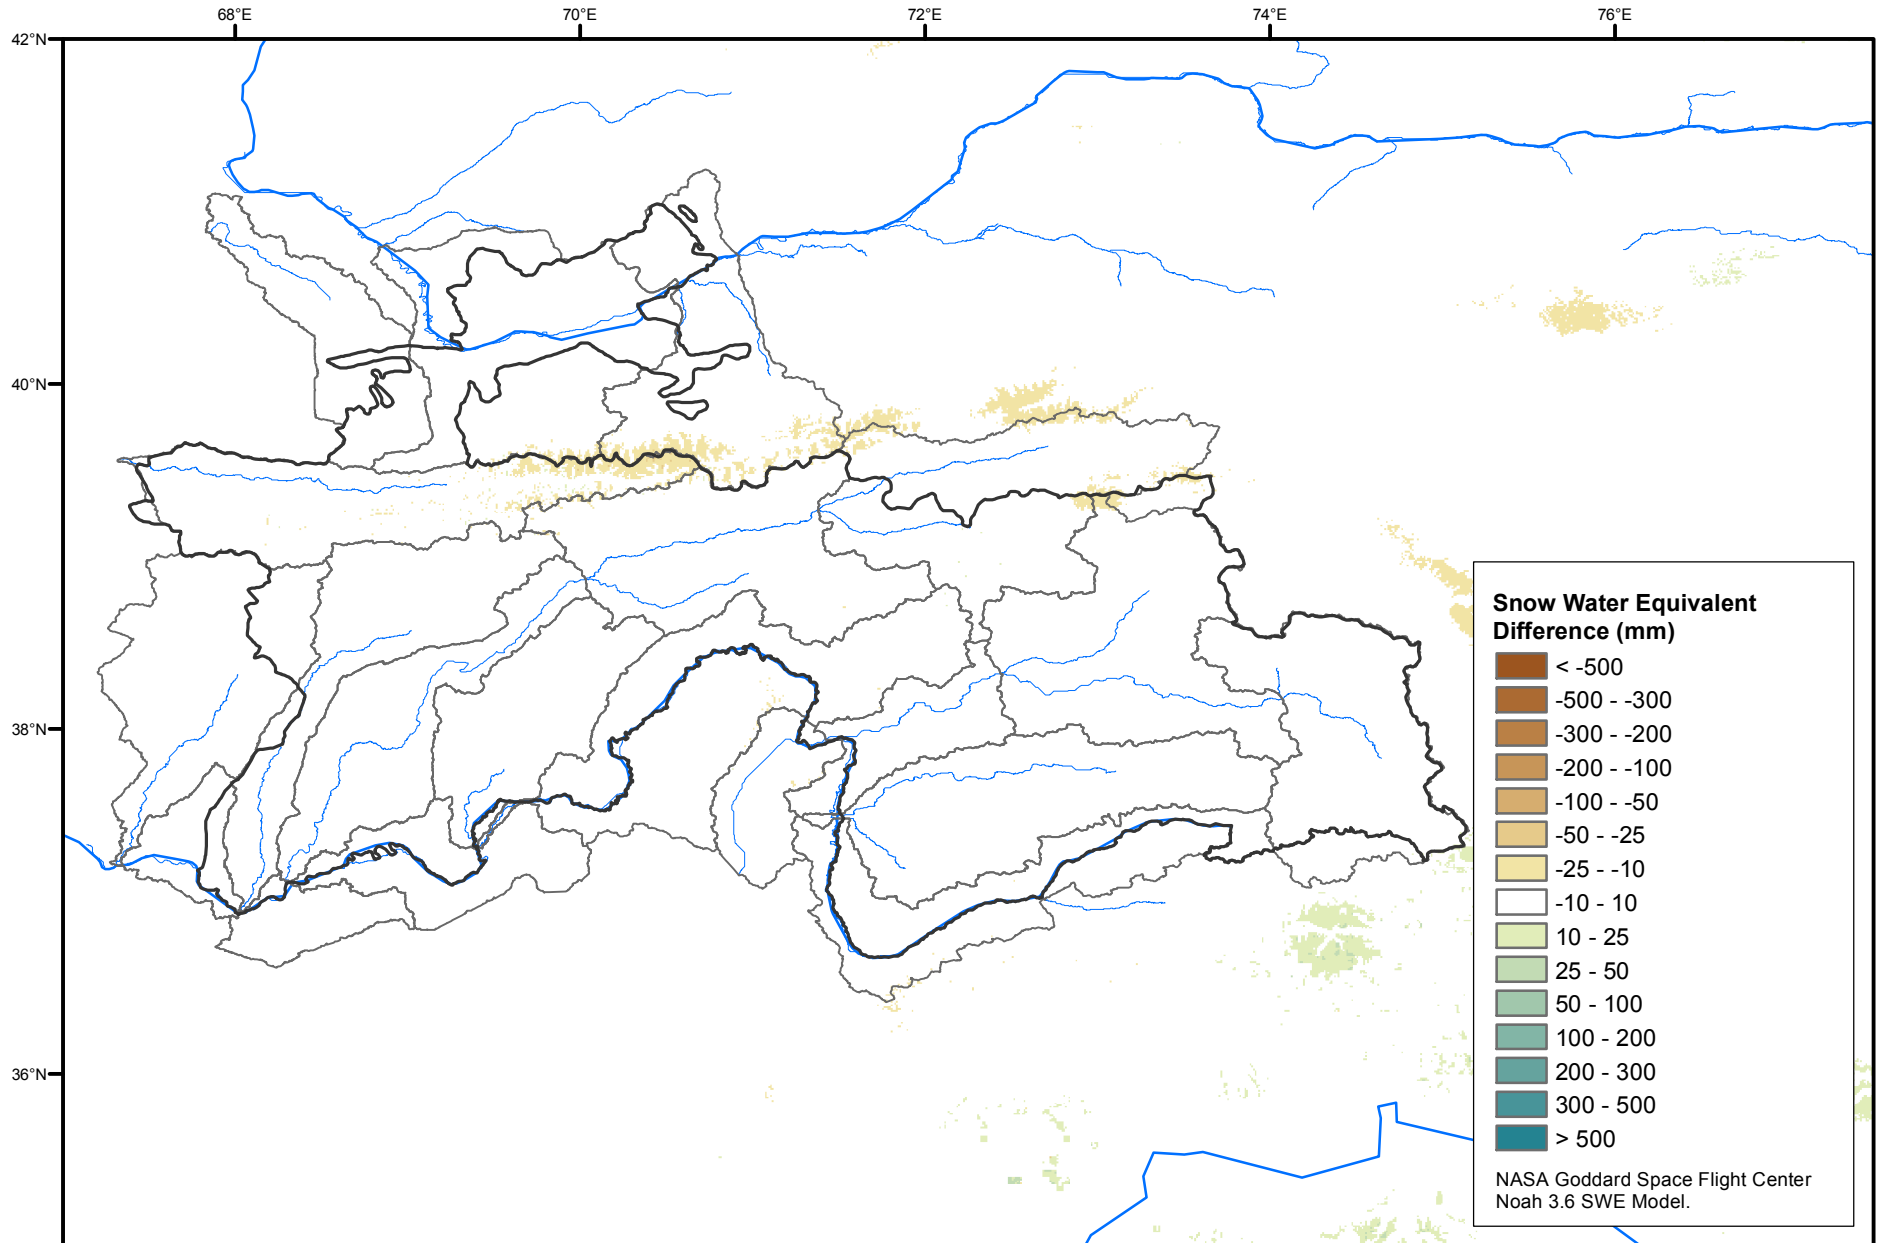 68°E
70°E
72°E
74°E
76°E
42°N
40°N
38°N
36°N
Snow Water Equivalent
Difference (mm)
< -500
-500 - -300
-300 - -200
-200 - -100
-100 - -50
-50 - -25
-25 - -10
-10 - 10
10 - 25
25 - 50
50 - 100
100 - 200
200 - 300
300 - 500
> 500
NASA Goddard Space Flight Center
Noah 3.6 SWE Model.